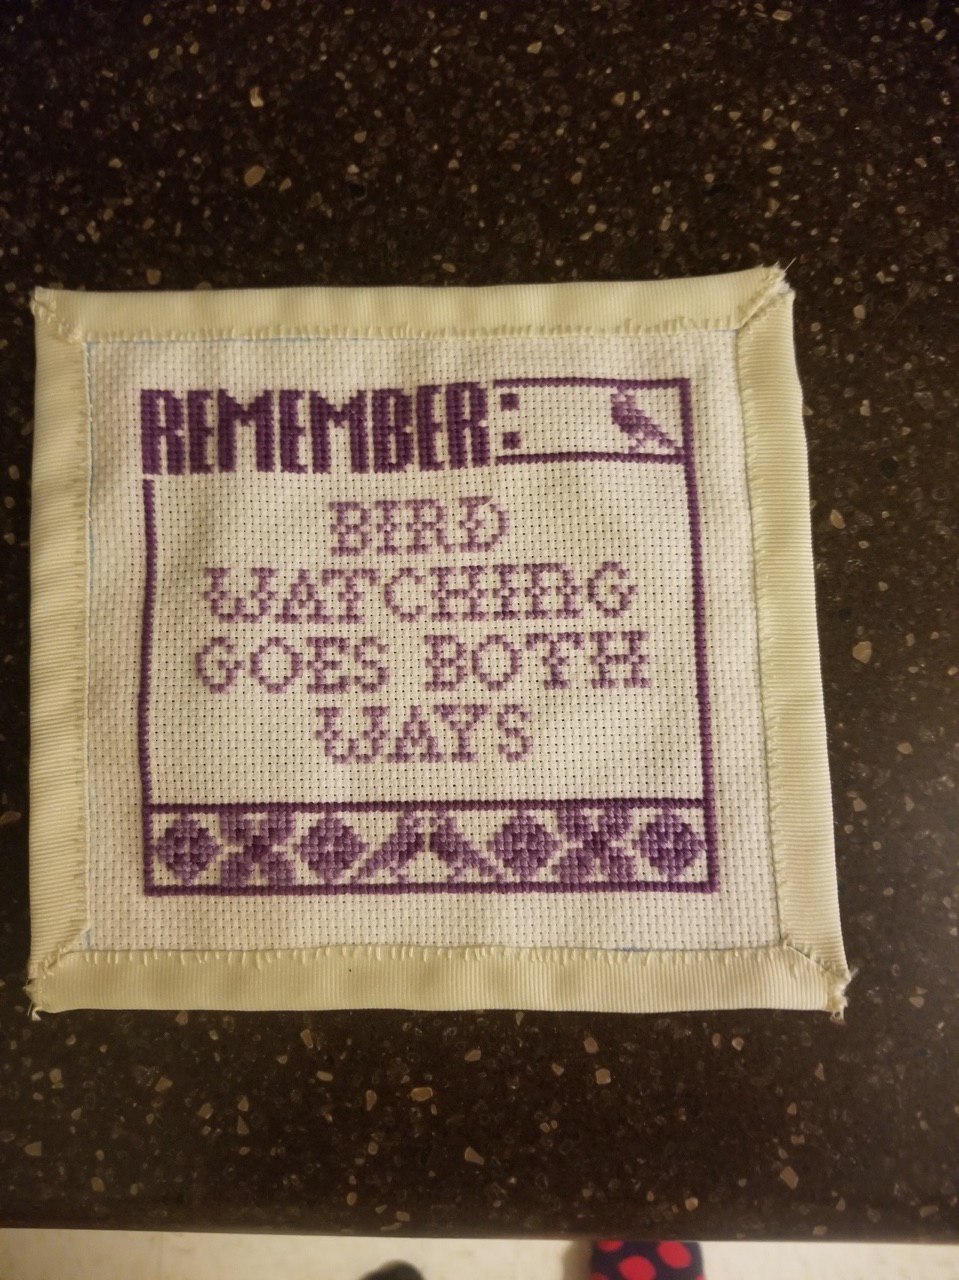 REMEMBER:
BIRD
WATCHING
GOES BOTH
WAYS